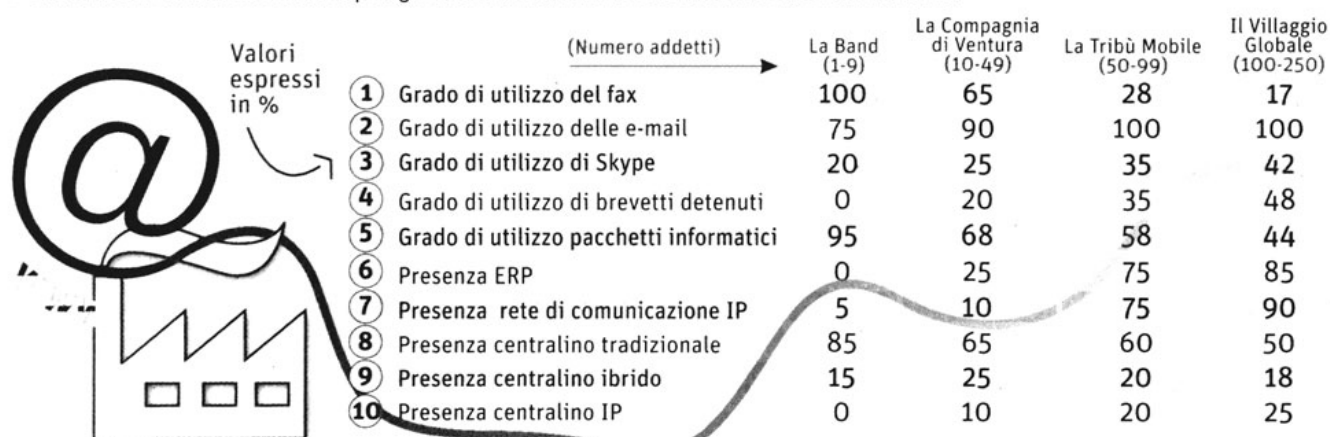 Valori
espressi
in %
(Numero addetti)
La Band
(1-9)
La Compagnia
di Ventura
(10-49)
La Tribù Mobile
(50-99)
Il Villaggio
Globale
(100-250)
1 Grado di utilizzo del fax 100 65 28 17
2 Grado di utilizzo delle e-mail 75 90 100 100
3 Grado di utilizzo di Skype 20 25 35 42
4 Grado di utilizzo di brevetti detenuti 0 20 35 48
5 Grado di utilizzo pacchetti informatici 95 68 58 44
6 Presenza ERP 0 25 75 85
7 Presenza rete di comunicazione IP 5 10 75 90
8 Presenza centralino tradizionale 85 65 60 50
9 Presenza centralino ibrido 15 25 20 18
10 Presenza centralino IP 0 10 20 25
@